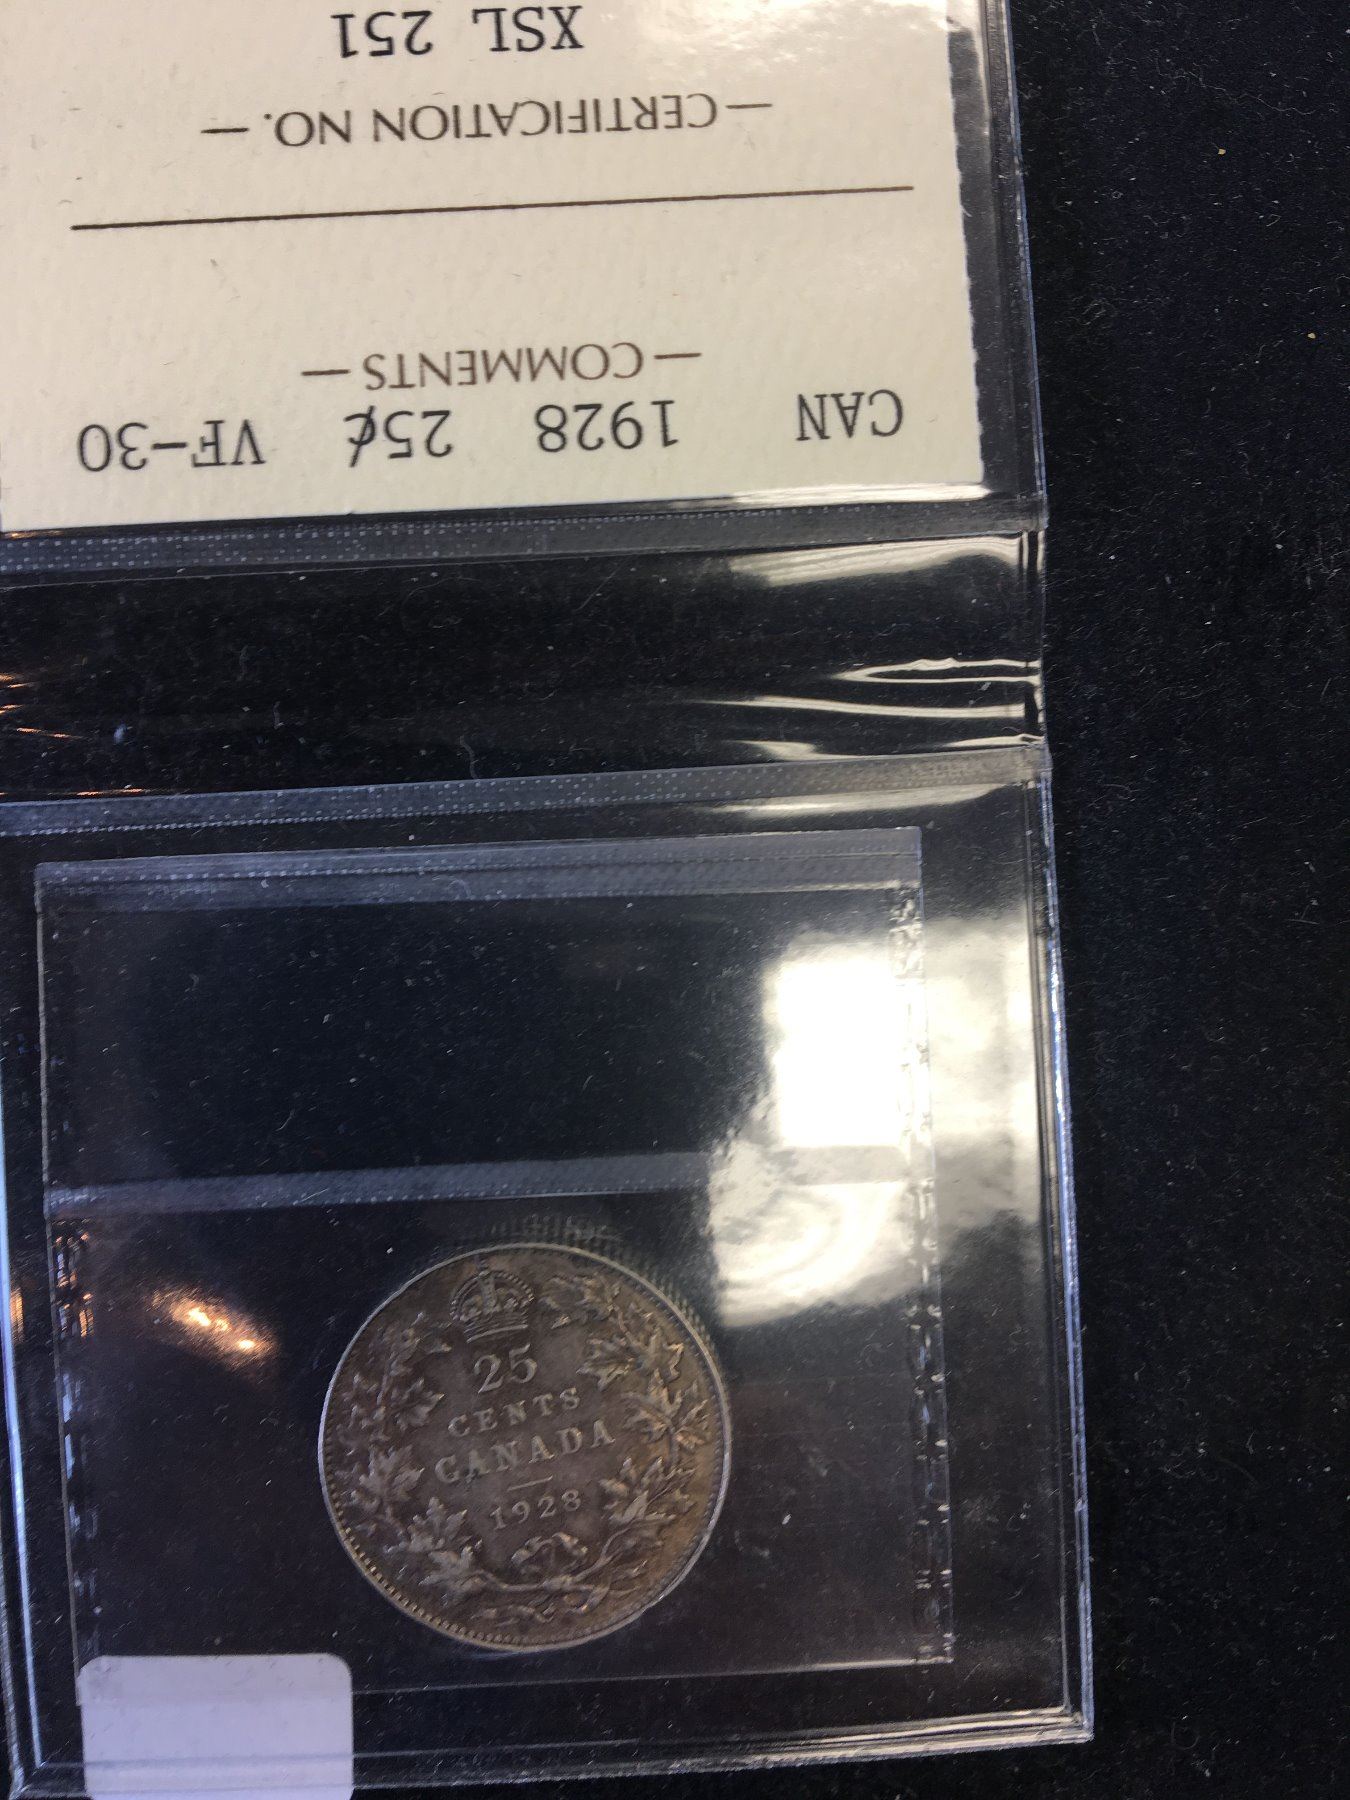 CAN 1928 25¢ VF-30
— COMMENTS —
— CERTIFICATION NO. —
XSL 251
25
CENTS
CANADA
1928